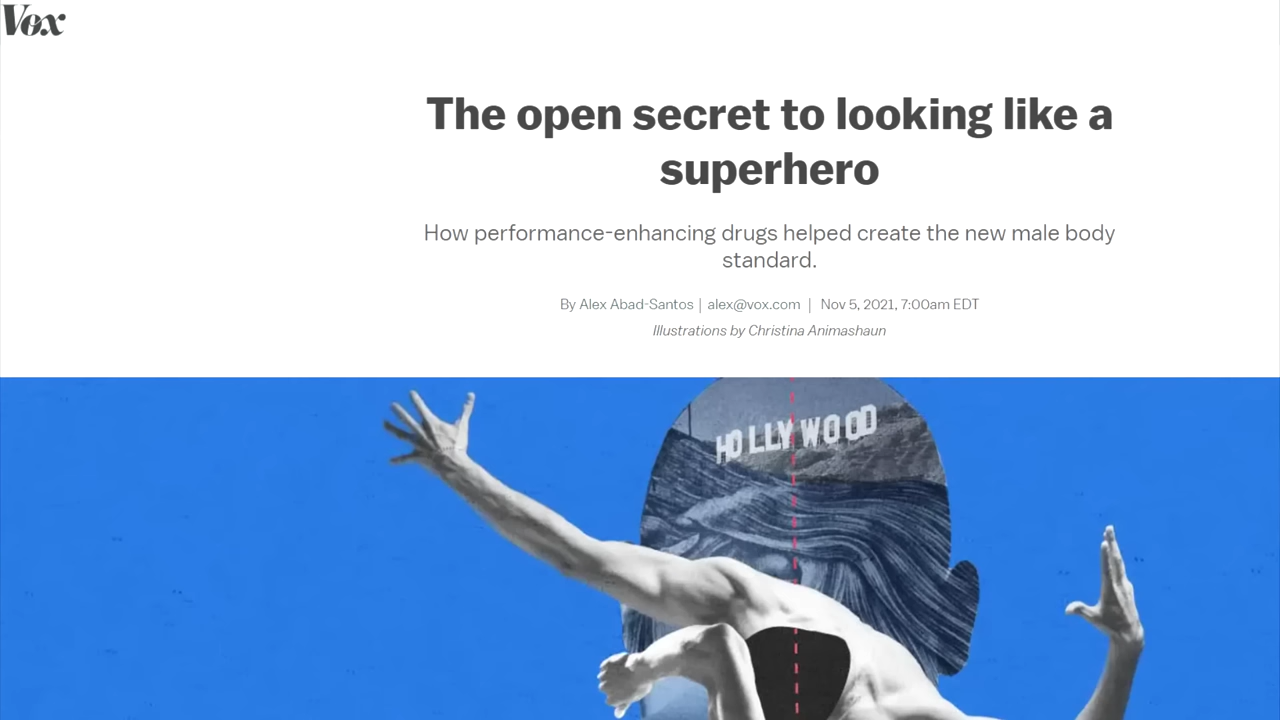 Vox
The open secret to looking like a
superhero
How performance-enhancing drugs helped create the new male body
standard.
By Alex Abad-Santos | alex@vox.com | Nov 5, 2021, 7:00am EDT
Illustrations by Christina Animashaun
HOLLYWOOD